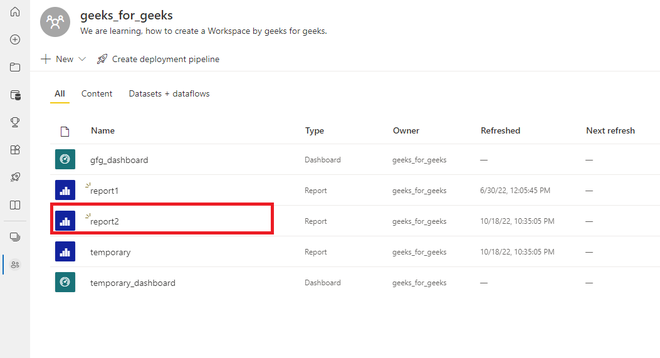 geeks_for_geeks
We are learning, how to create a Workspace by geeks for geeks.
New Create deployment pipeline
All Content Datasets + dataflows
Name Type Owner Refreshed Next refresh
gfg_dashboard Dashboard geeks_for_geeks — —
report1 Report geeks_for_geeks 6/30/22, 12:05:45 PM —
report2 Report geeks_for_geeks 10/18/22, 10:35:05 PM —
temporary Report geeks_for_geeks 10/18/22, 10:35:05 PM —
temporary_dashboard Dashboard geeks_for_geeks — —